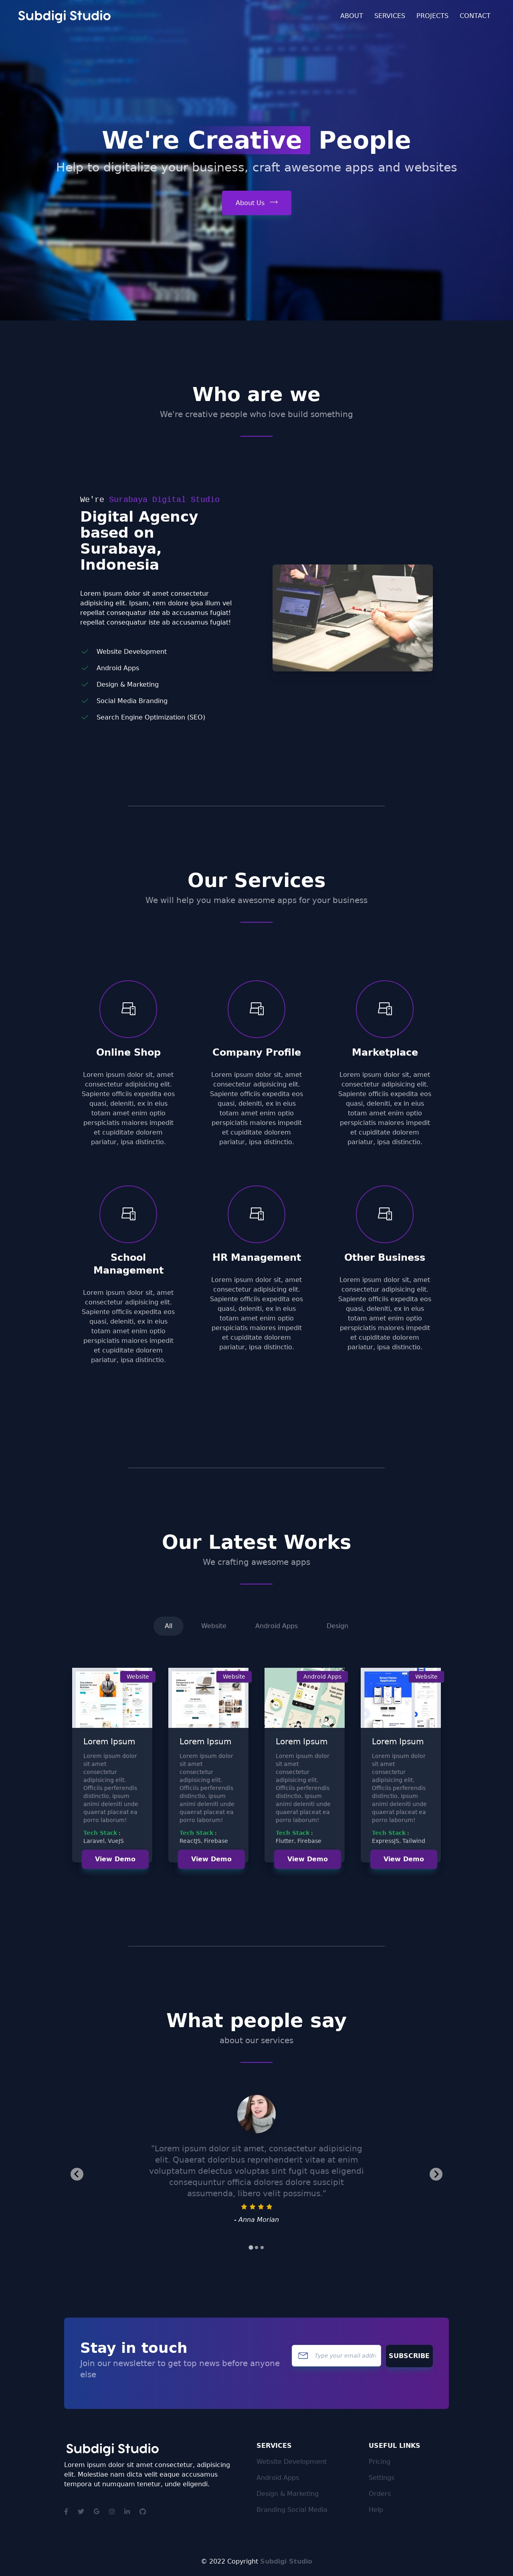 Subdigi Studio
ABOUT SERVICES PROJECTS CONTACT
We're Creative People
Help to digitalize your business, craft awesome apps and websites
About Us
Who are we
We're creative people who love build something
We're Surabaya Digital Studio
Digital Agency
based on
Surabaya,
Indonesia
Lorem ipsum dolor sit amet consectetur
adipisicing elit. Ipsam, rem dolore ipsa illum vel
repellat consequatur iste ab accusamus fugiat!
repellat consequatur iste ab accusamus fugiat!
Website Development
Android Apps
Design & Marketing
Social Media Branding
Search Engine Optimization (SEO)
Our Services
We will help you make awesome apps for your business
Online Shop
Lorem ipsum dolor sit, amet
consectetur adipisicing elit.
Sapiente officiis expedita eos
quasi, deleniti, ex in eius
totam amet enim optio
perspiciatis maiores impedit
et cupiditate dolorem
pariatur, ipsa distinctio.
Company Profile
Lorem ipsum dolor sit, amet
consectetur adipisicing elit.
Sapiente officiis expedita eos
quasi, deleniti, ex in eius
totam amet enim optio
perspiciatis maiores impedit
et cupiditate dolorem
pariatur, ipsa distinctio.
Marketplace
Lorem ipsum dolor sit, amet
consectetur adipisicing elit.
Sapiente officiis expedita eos
quasi, deleniti, ex in eius
totam amet enim optio
perspiciatis maiores impedit
et cupiditate dolorem
pariatur, ipsa distinctio.
School
Management
Lorem ipsum dolor sit, amet
consectetur adipisicing elit.
Sapiente officiis expedita eos
quasi, deleniti, ex in eius
totam amet enim optio
perspiciatis maiores impedit
et cupiditate dolorem
pariatur, ipsa distinctio.
HR Management
Lorem ipsum dolor sit, amet
consectetur adipisicing elit.
Sapiente officiis expedita eos
quasi, deleniti, ex in eius
totam amet enim optio
perspiciatis maiores impedit
et cupiditate dolorem
pariatur, ipsa distinctio.
Other Business
Lorem ipsum dolor sit, amet
consectetur adipisicing elit.
Sapiente officiis expedita eos
quasi, deleniti, ex in eius
totam amet enim optio
perspiciatis maiores impedit
et cupiditate dolorem
pariatur, ipsa distinctio.
Our Latest Works
We crafting awesome apps
All Website Android Apps Design
Website
Lorem Ipsum
Lorem ipsum dolor
sit amet
consectetur
adipisicing elit.
Officiis perferendis
distinctio. ipsum
animi deleniti unde
quaerat placeat ea
porro laborum!
Tech Stack :
Laravel, VueJS
View Demo
Website
Lorem Ipsum
Lorem ipsum dolor
sit amet
consectetur
adipisicing elit.
Officiis perferendis
distinctio. ipsum
animi deleniti unde
quaerat placeat ea
porro laborum!
Tech Stack :
ReactJS, Firebase
View Demo
Android Apps
Lorem Ipsum
Lorem ipsum dolor
sit amet
consectetur
adipisicing elit.
Officiis perferendis
distinctio. ipsum
animi deleniti unde
quaerat placeat ea
porro laborum!
Tech Stack :
Flutter, Firebase
View Demo
Website
Lorem Ipsum
Lorem ipsum dolor
sit amet
consectetur
adipisicing elit.
Officiis perferendis
distinctio. ipsum
animi deleniti unde
quaerat placeat ea
porro laborum!
Tech Stack :
ExpressJS, Tailwind
View Demo
What people say
about our services
"Lorem ipsum dolor sit amet, consectetur adipisicing
elit. Quaerat doloribus reprehenderit vitae at enim
voluptatum delectus voluptas sint fugit quas eligendi
consequuntur officia dolores dolore suscipit
assumenda, libero velit possimus."
- Anna Morian
Stay in touch
Join our newsletter to get top news before anyone
else
Type your email addre
SUBSCRIBE
Subdigi Studio
Lorem ipsum dolor sit amet consectetur, adipisicing
elit. Molestiae nam dicta velit eaque accusamus
tempora ut numquam tenetur, unde eligendi.
SERVICES
Website Development
Android Apps
Design & Marketing
Branding Social Media
USEFUL LINKS
Pricing
Settings
Orders
Help
© 2022 Copyright Subdigi Studio